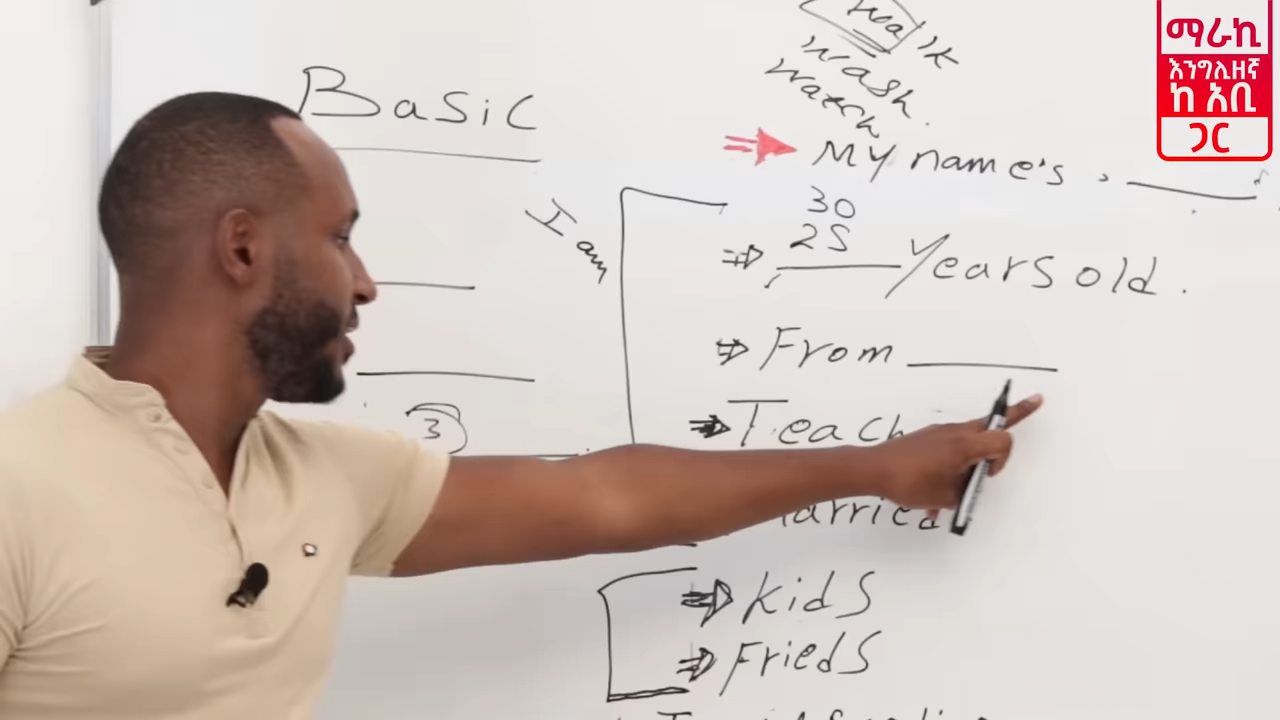 ማራኪ
እንግሊዘኛ
ከ አቢ
ጋር
walk
wash.
watch
Basic
My name's
30
25
I am
Years old.
From
3
Teach
arried
Kids
Frieds